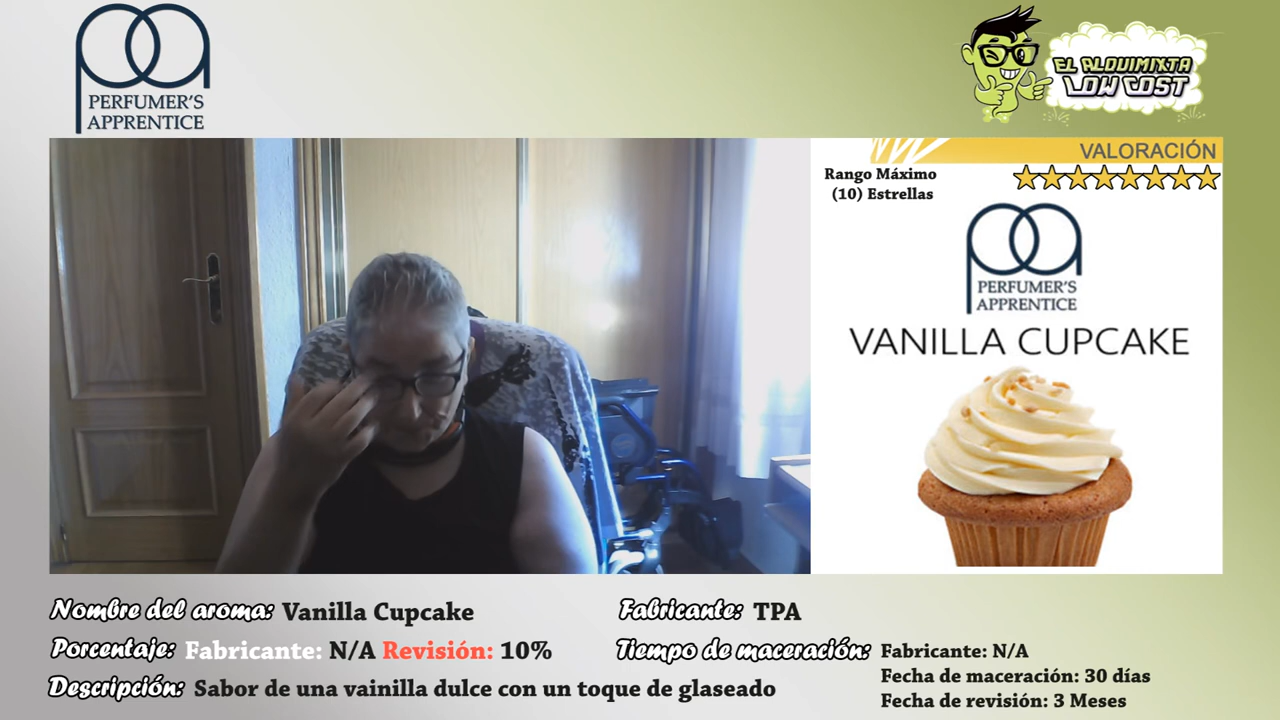 PERFUMER'S
APPRENTICE
EL ALQUIMIXTA
LOW COST
VALORACIÓN
Rango Máximo
(10) Estrellas
PERFUMER'S
APPRENTICE
VANILLA CUPCAKE
Nombre del aroma: Vanilla Cupcake
Fabricante: TPA
Porcentaje: Fabricante: N/A Revisión: 10%
Tiempo de maceración: Fabricante: N/A
Fecha de maceración: 30 días
Fecha de revisión: 3 Meses
Descripción: Sabor de una vainilla dulce con un toque de glaseado